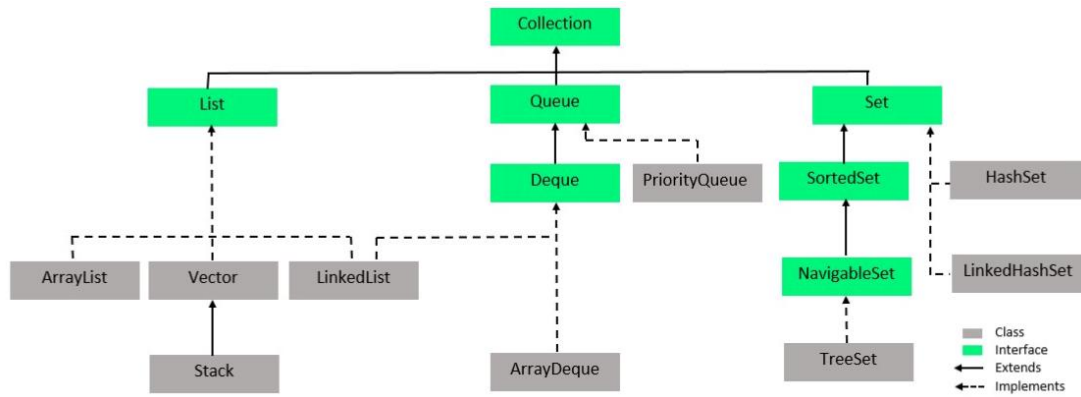 Collection
List
Queue
Set
Deque
PriorityQueue
SortedSet
HashSet
ArrayList
Vector
LinkedList
NavigableSet
LinkedHashSet
Stack
ArrayDeque
TreeSet
Class
Interface
Extends
Implements